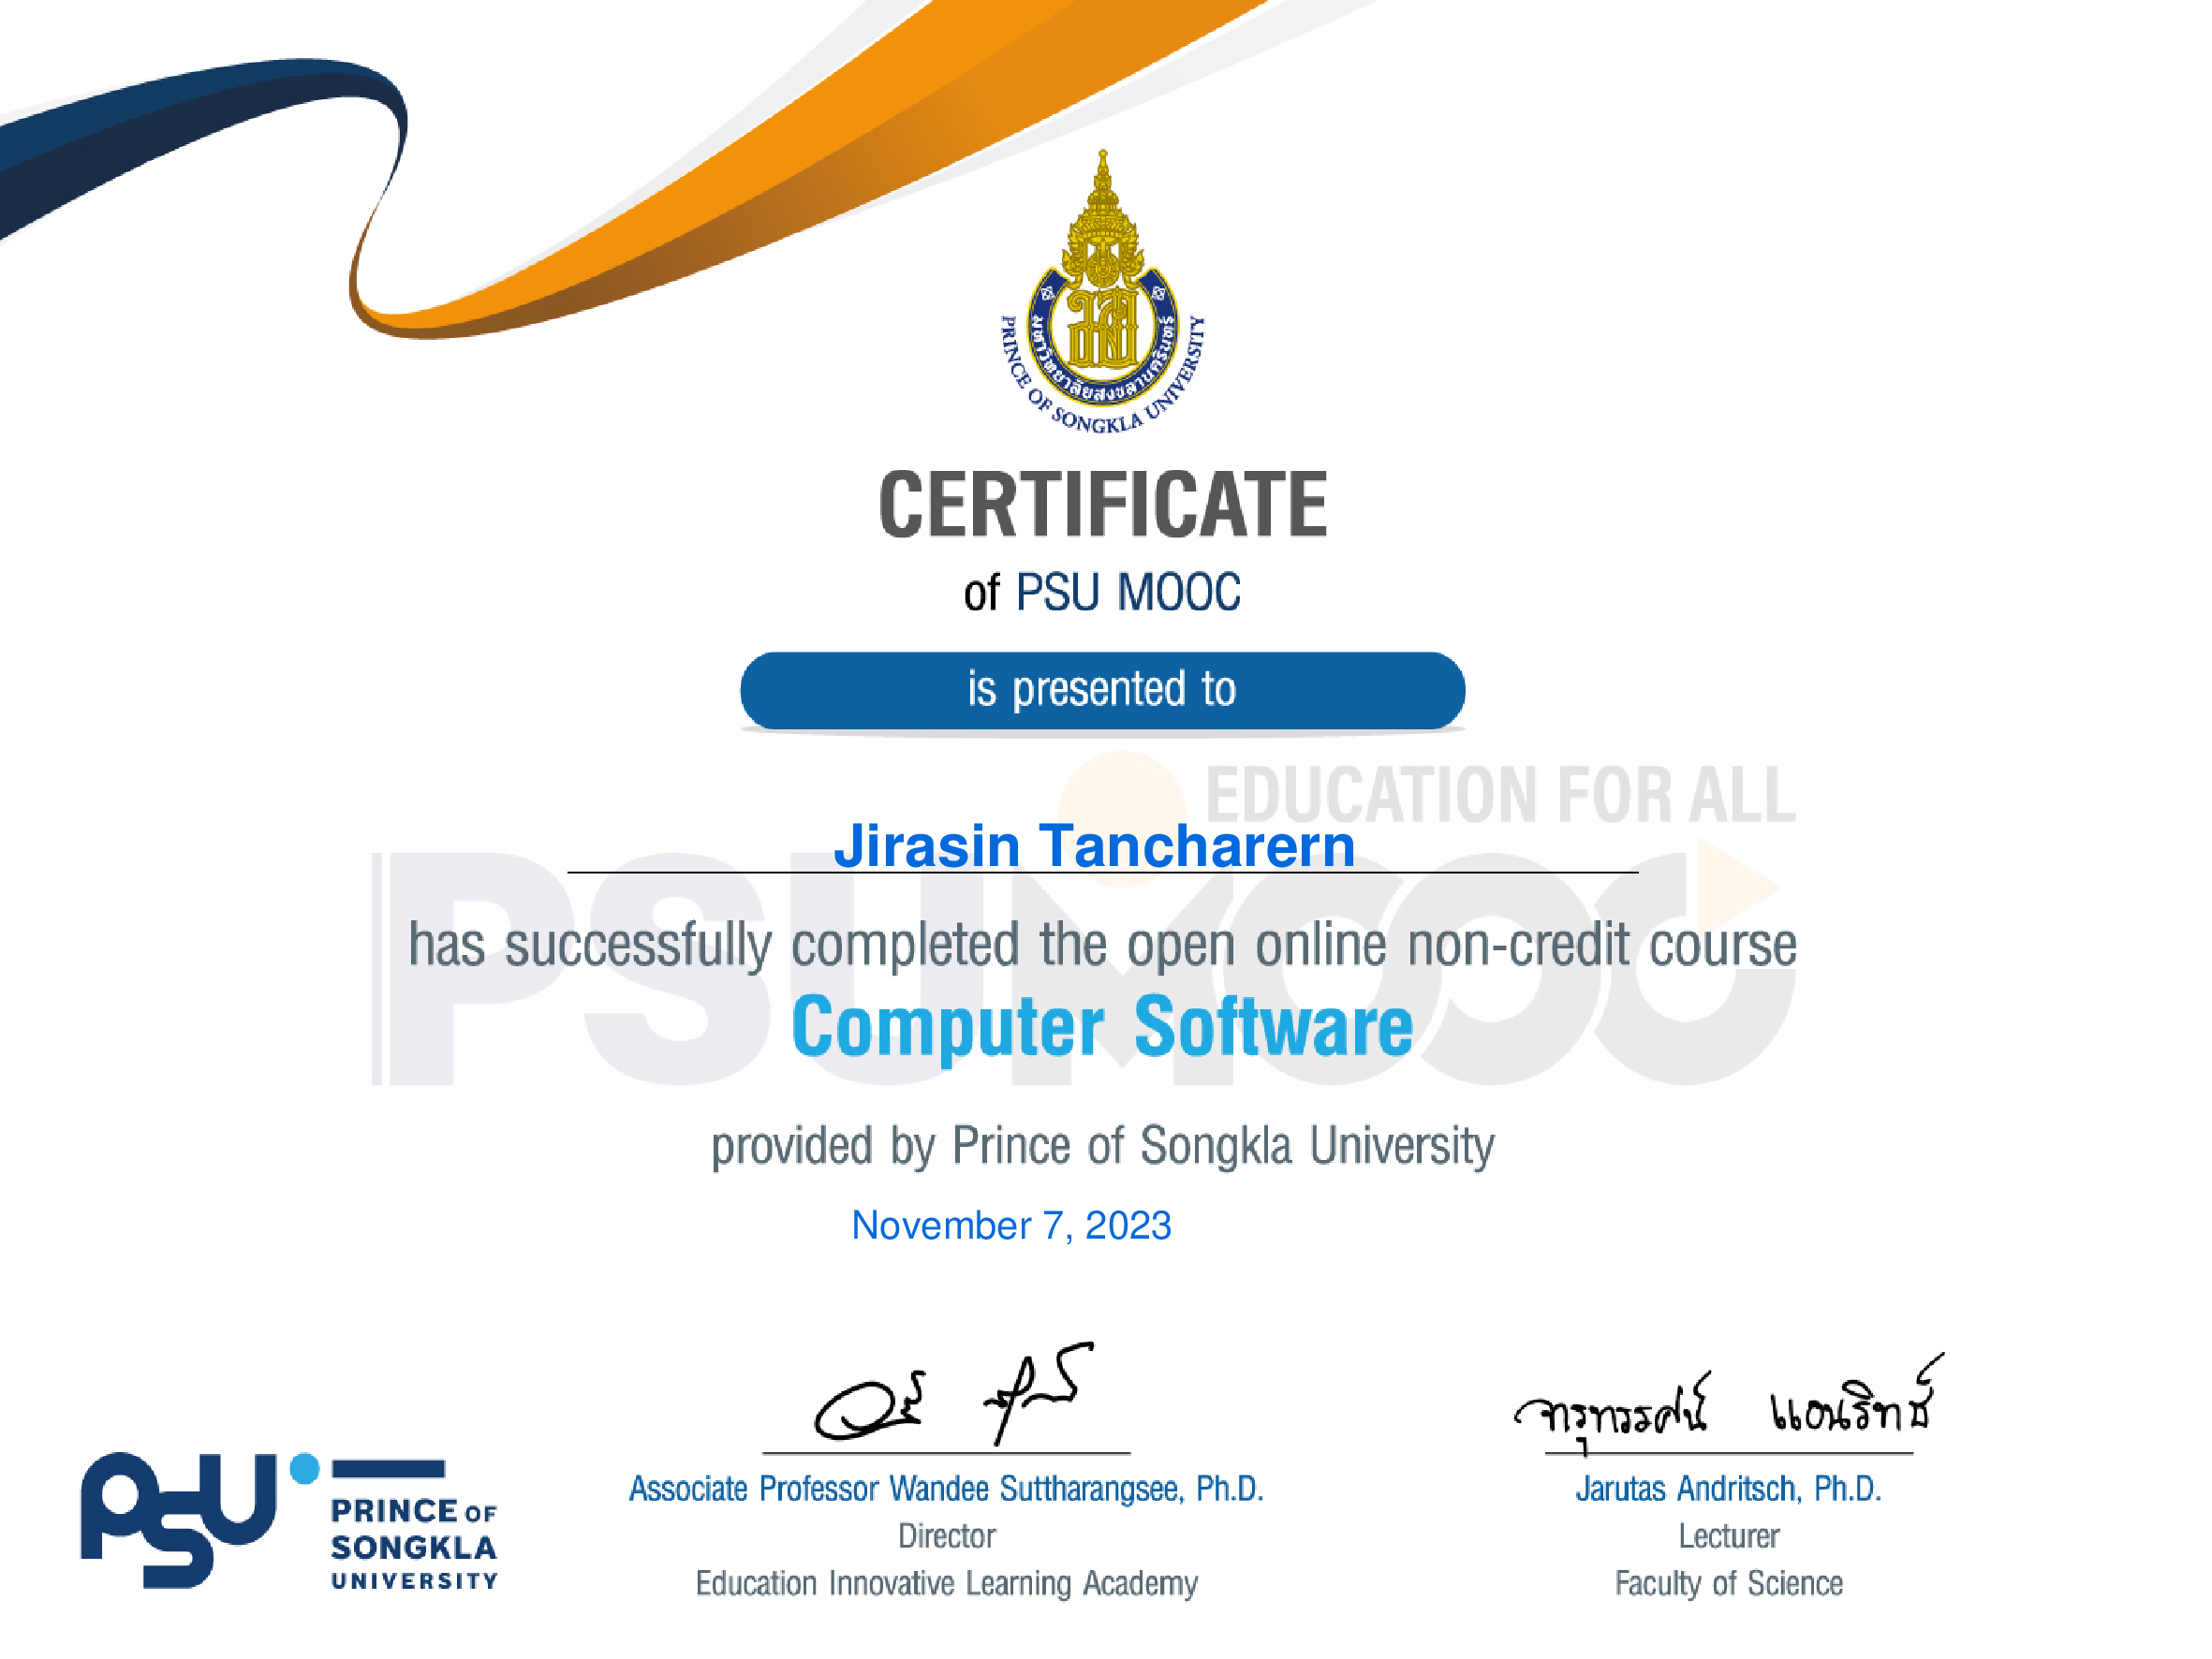 มหาวิทยาลัยสงขลานครินทร์
PRINCE OF SONGKLA UNIVERSITY
CERTIFICATE
of PSU MOOC
is presented to
EDUCATION FOR ALL
Jirasin Tancharern
PSU MOOC
has successfully completed the open online non-credit course
Computer Software
provided by Prince of Songkla University
November 7, 2023
จารุทรรศน์ แอนริทช์
Associate Professor Wandee Suttharangsee, Ph.D.
Director
Education Innovative Learning Academy
Jarutas Andritsch, Ph.D.
Lecturer
Faculty of Science
PSU
PRINCE OF
SONGKLA
UNIVERSITY